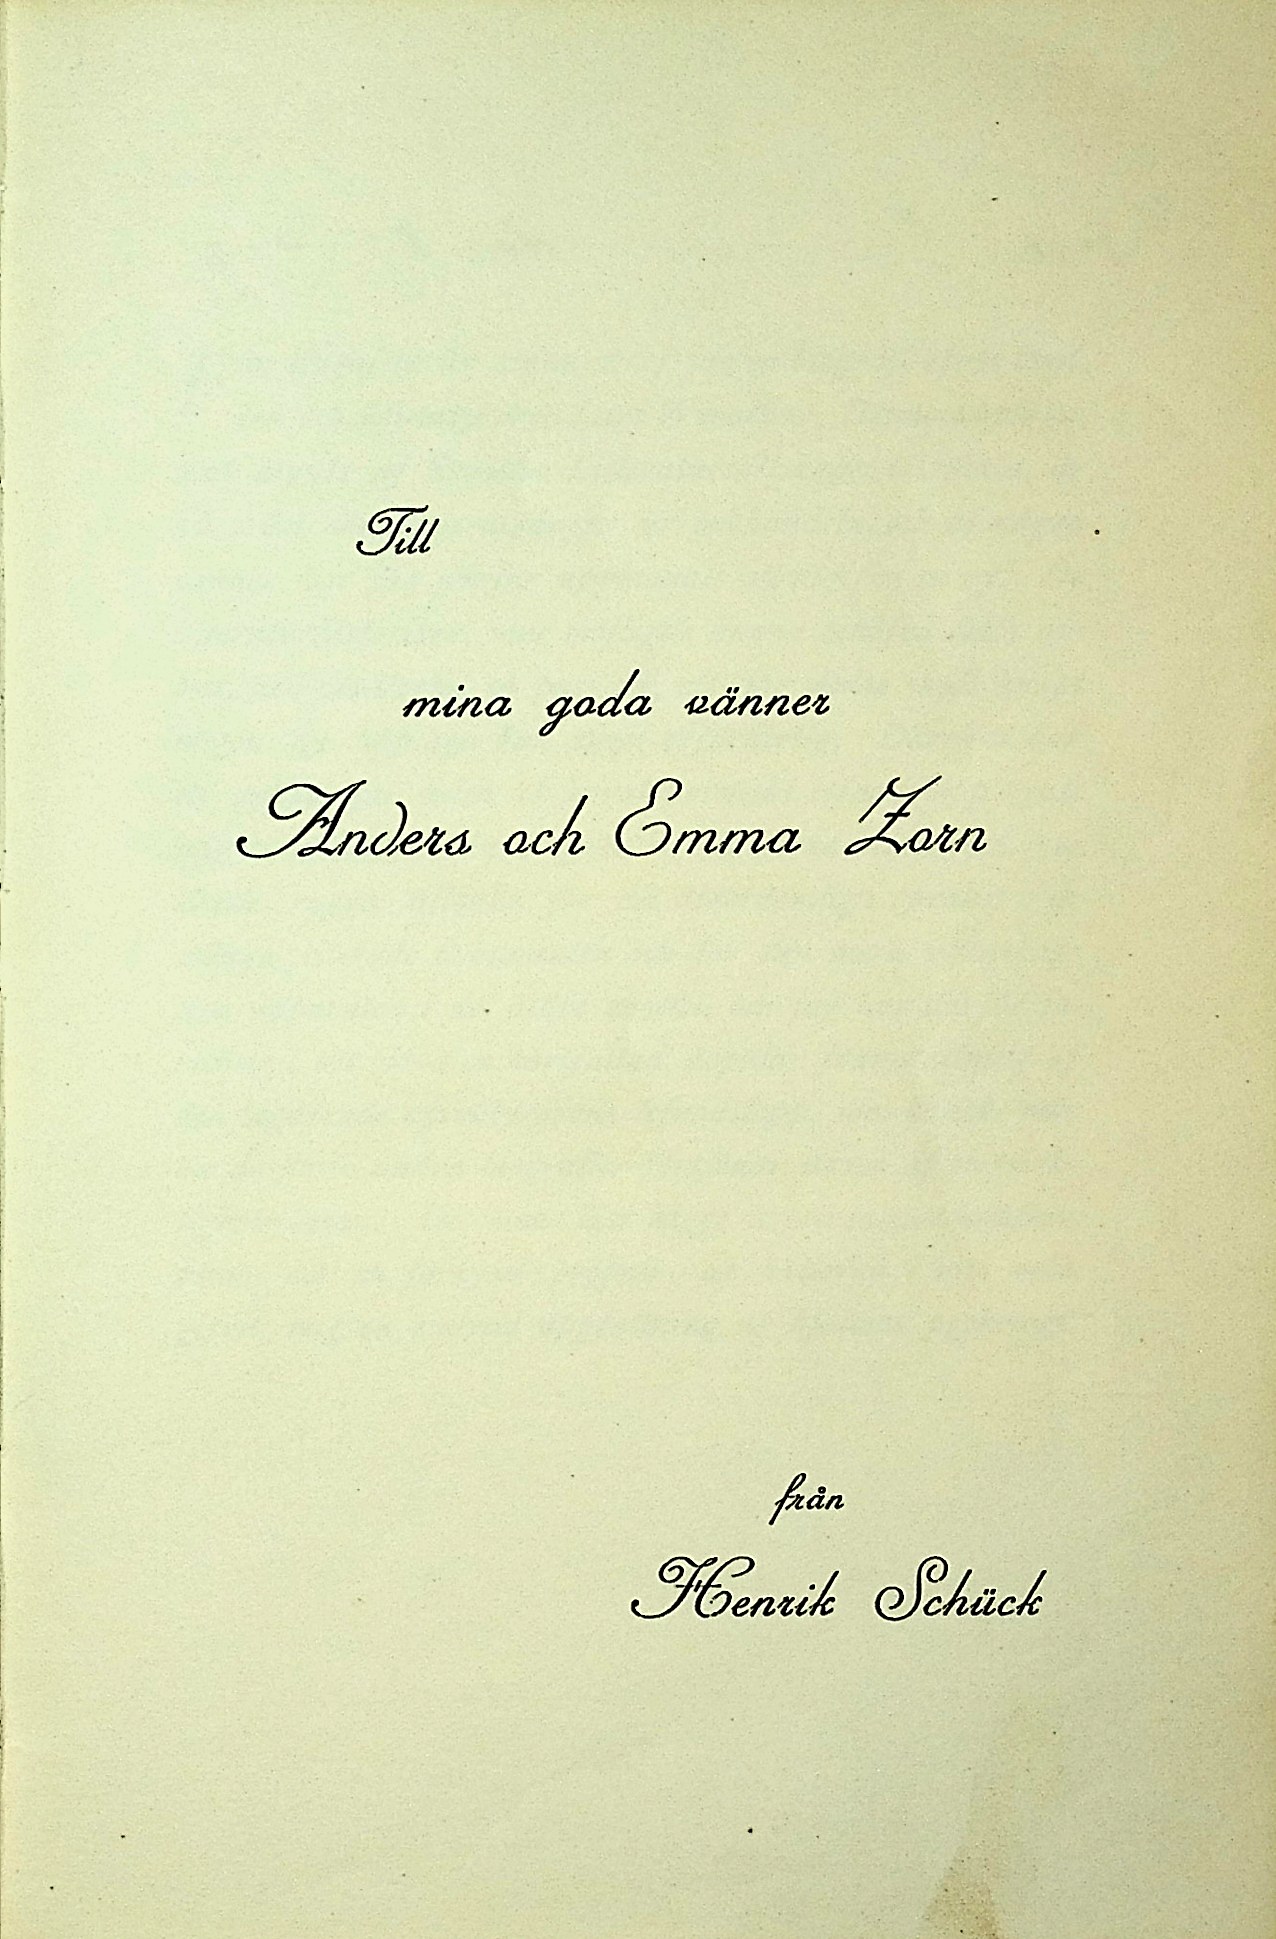 Till
mina goda vänner
Anders och Emma Zorn
från
Henrik Schück